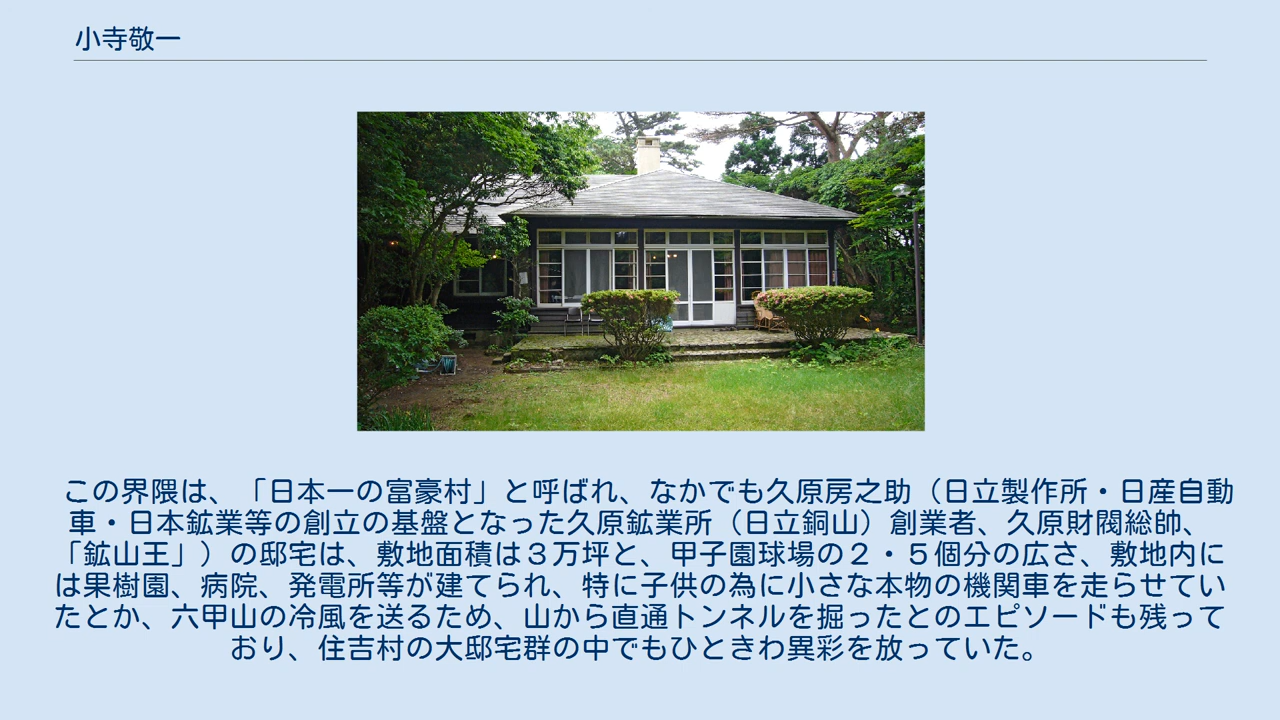 小寺敬一
この界隈は、「日本一の富豪村」と呼ばれ、なかでも久原房之助（日立製作所・日産自動
車・日本鉱業等の創立の基盤となった久原鉱業所（日立銅山）創業者、久原財閥総帥、
「鉱山王」）の邸宅は、敷地面積は３万坪と、甲子園球場の２・５個分の広さ、敷地内に
は果樹園、病院、発電所等が建てられ、特に子供の為に小さな本物の機関車を走らせてい
たとか、六甲山の冷風を送るため、山から直通トンネルを掘ったとのエピソードも残って
おり、住吉村の大邸宅群の中でもひときわ異彩を放っていた。